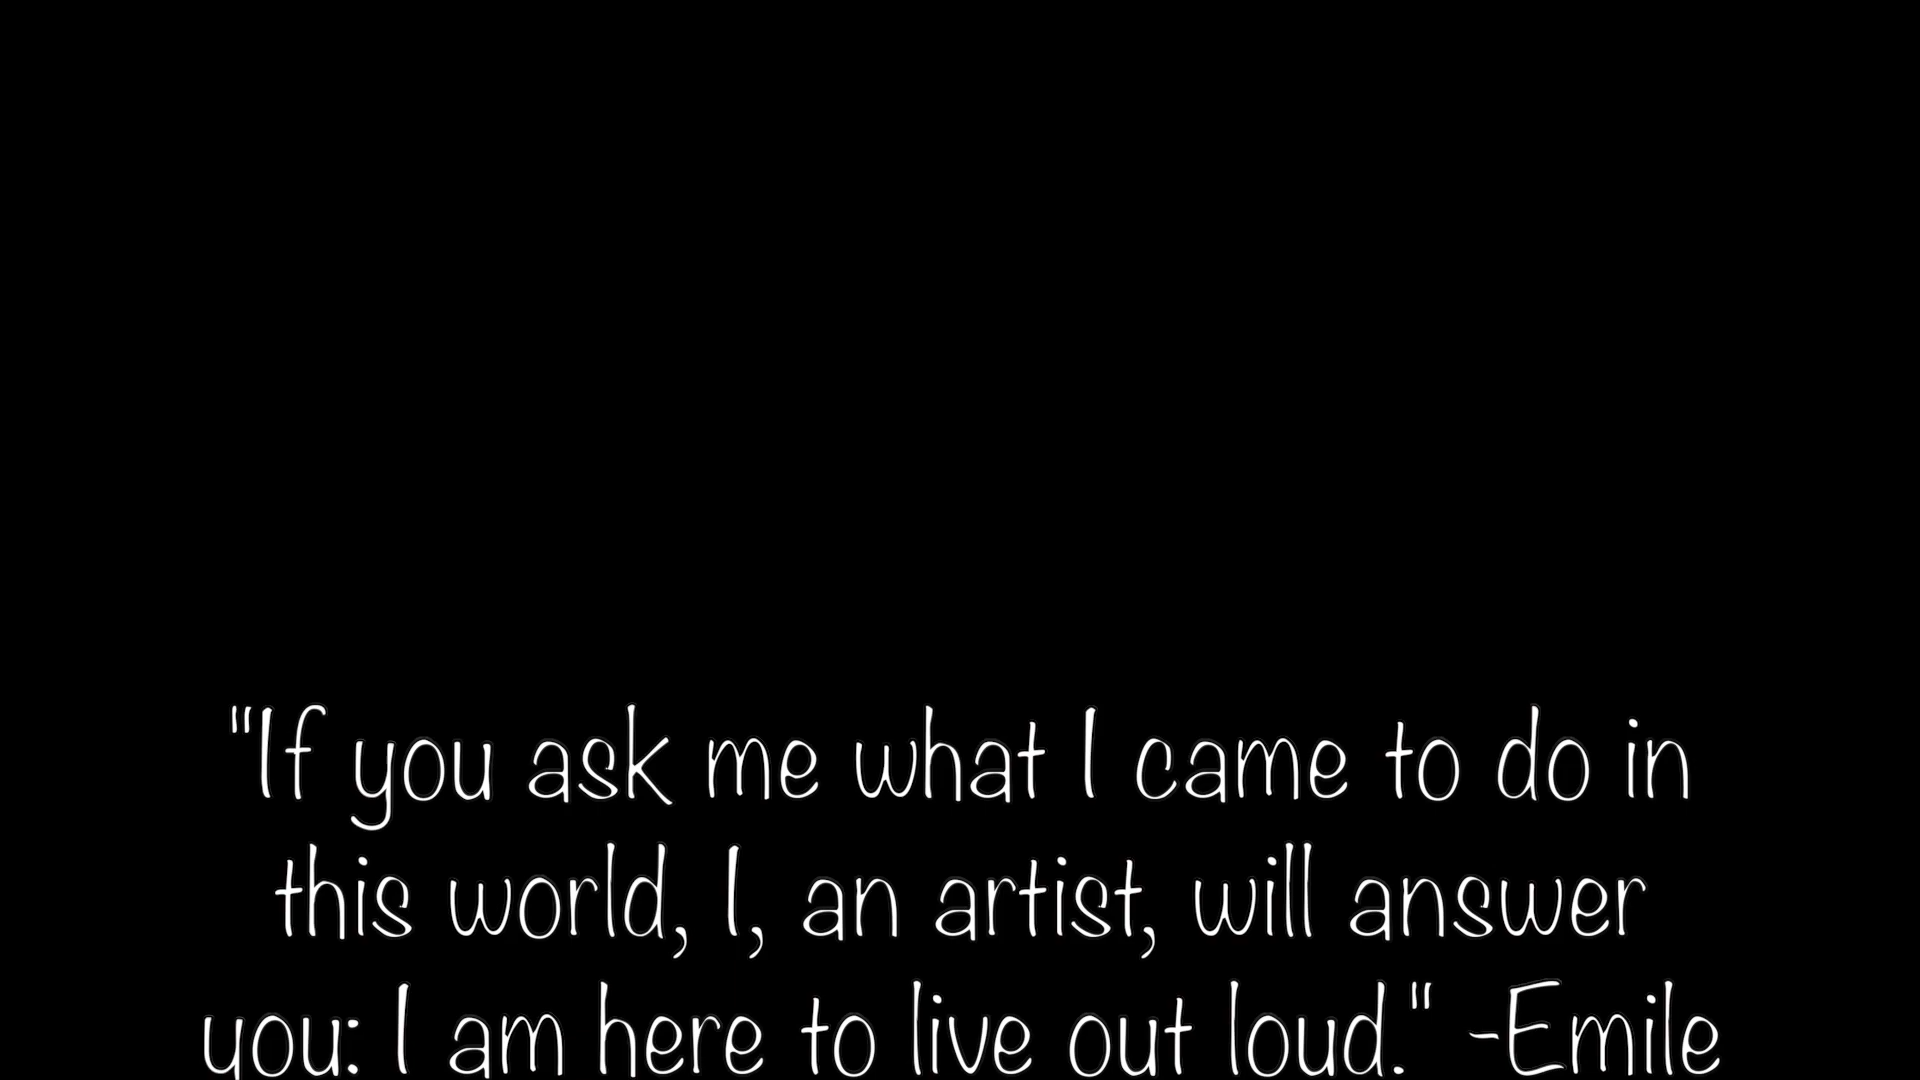 "If you ask me what I came to do in
this world, I, an artist, will answer
you: I am here to live out loud." -Emile